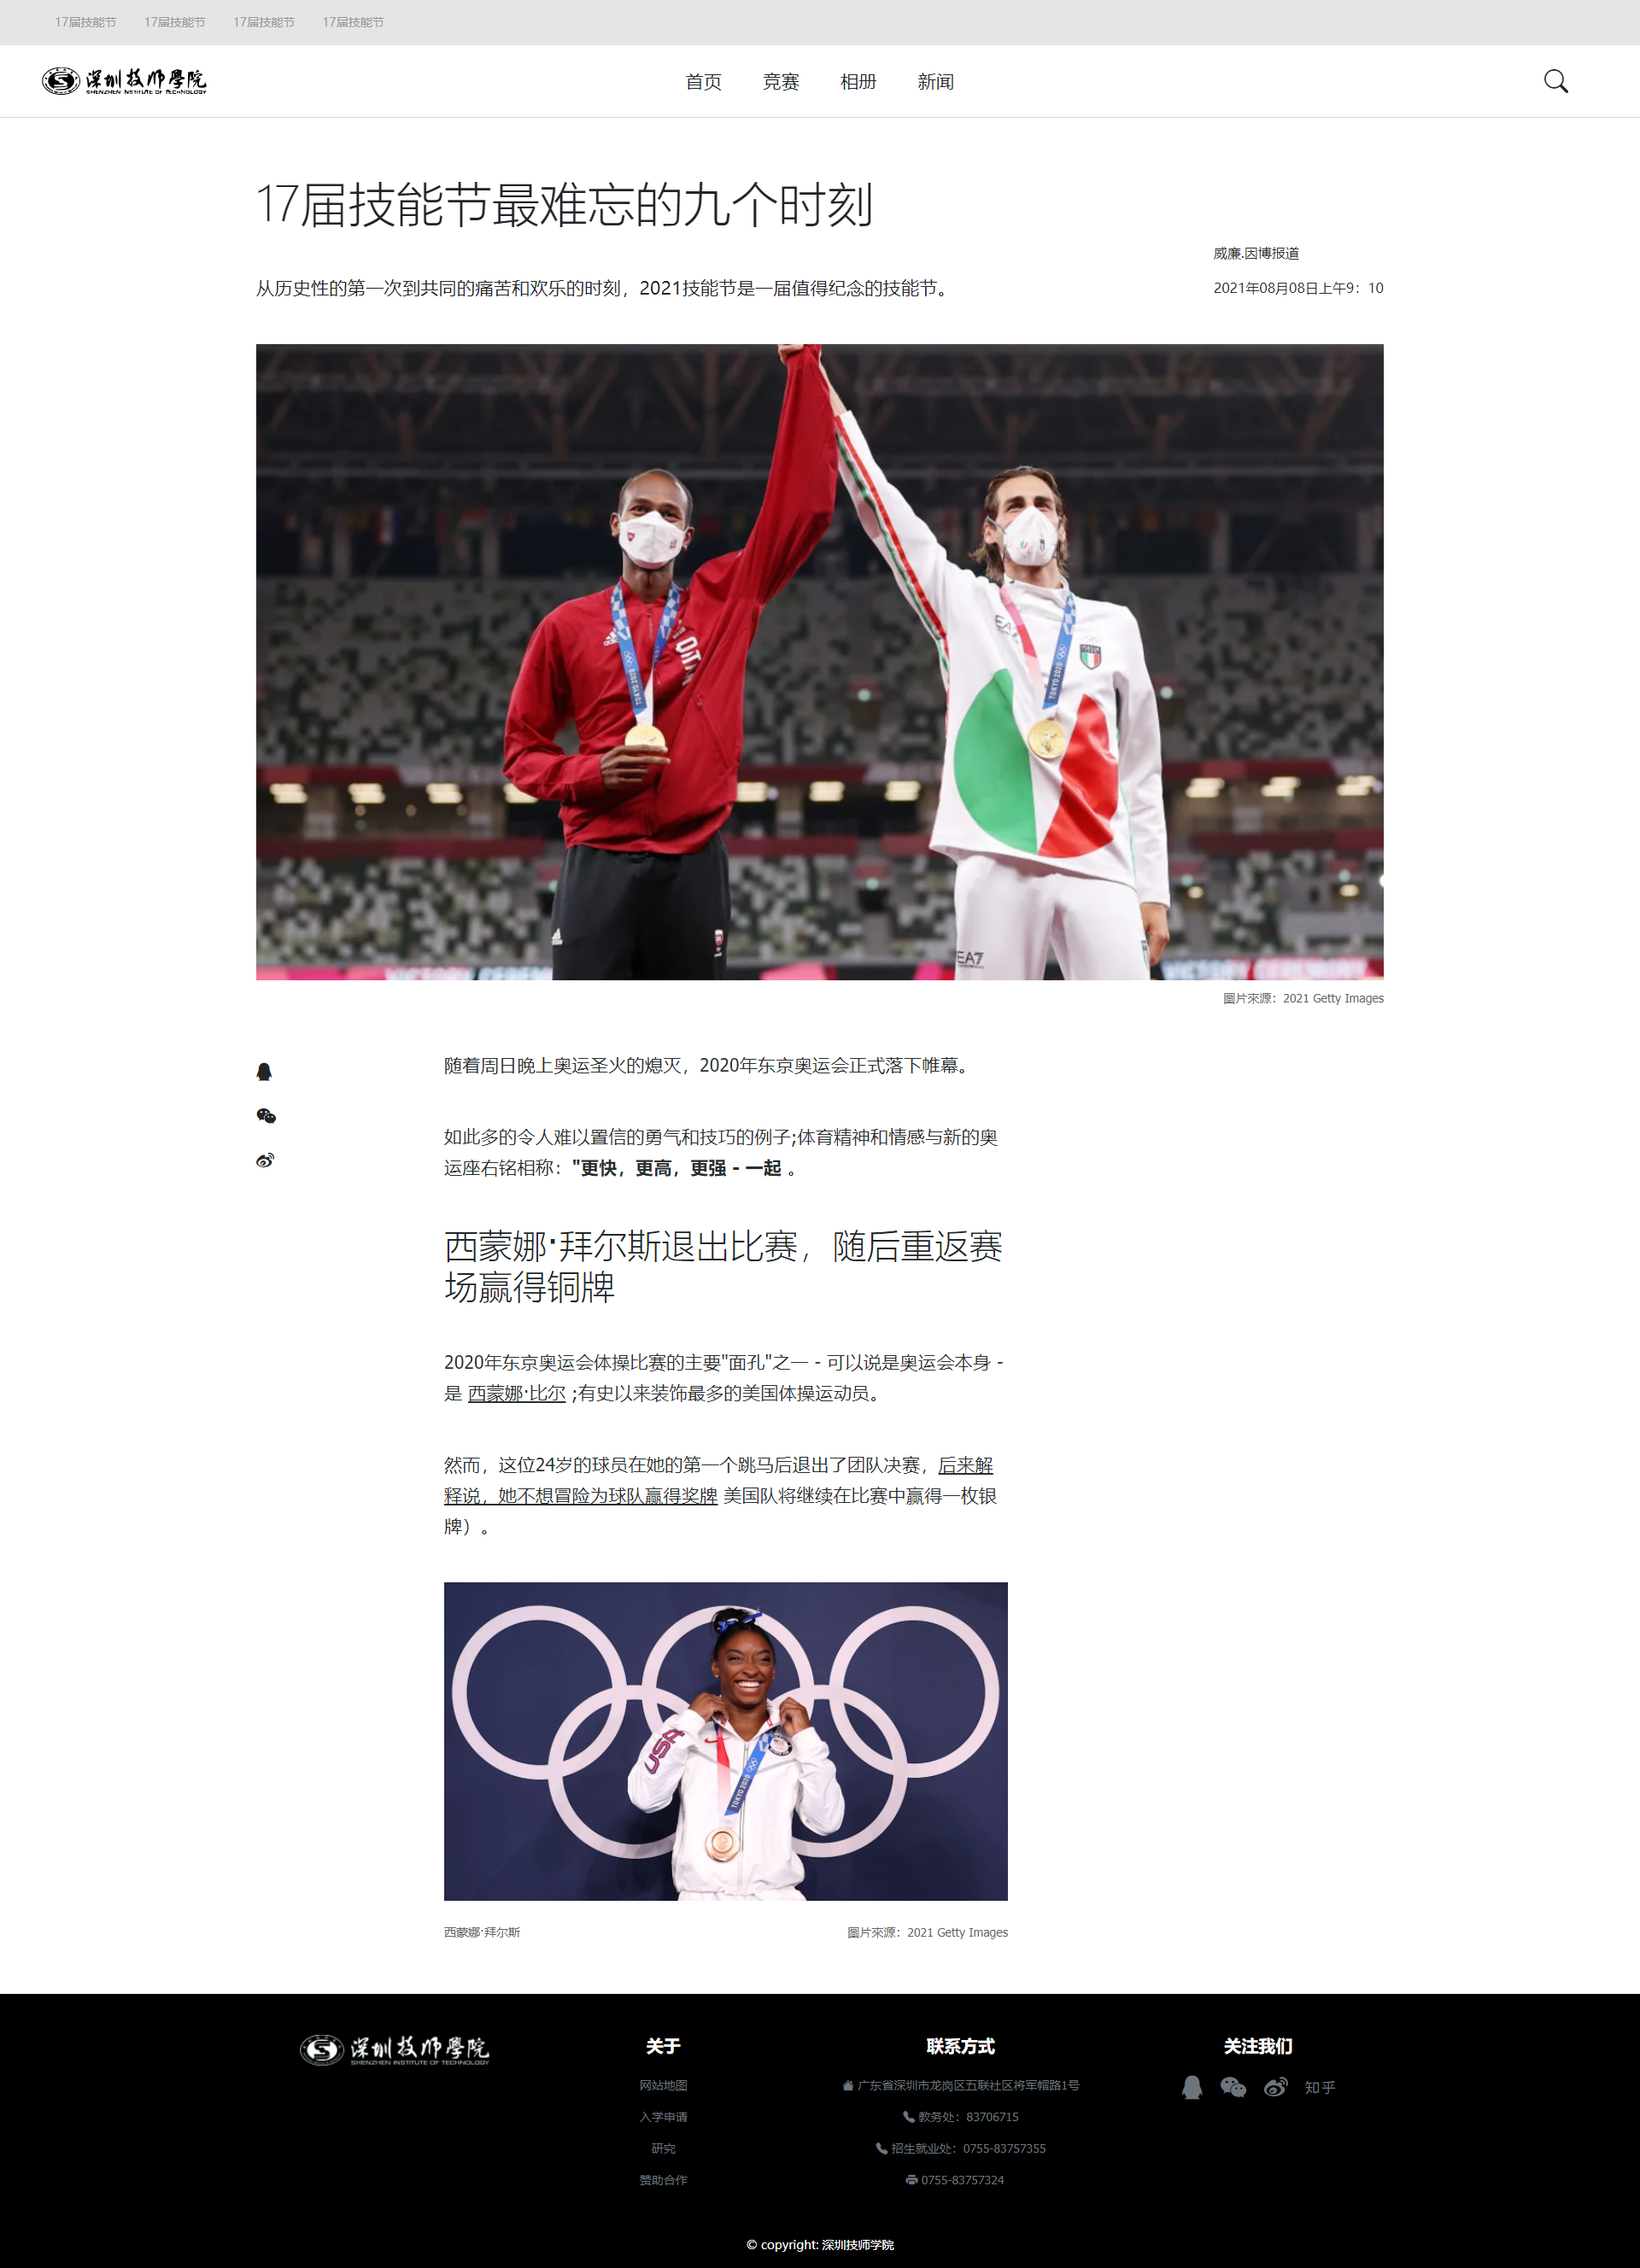 17届技能节 17届技能节 17届技能节 17届技能节
深圳技师學院
SHENZHEN INSTITUTE OF TECHNOLOGY
首页 竞赛 相册 新闻
17届技能节最难忘的九个时刻
威廉.因博报道
从历史性的第一次到共同的痛苦和欢乐的时刻，2021技能节是一届值得纪念的技能节。
2021年08月08日上午9：10
QATA
TOKYO 2020
EA7
TOKYO 2020
EA7
VICTORY CEREMONY
VICTORY CEREMONY
圖片來源：2021 Getty Images
随着周日晚上奥运圣火的熄灭，2020年东京奥运会正式落下帷幕。
如此多的令人难以置信的勇气和技巧的例子;体育精神和情感与新的奥
运座右铭相称："更快，更高，更强 - 一起 。
西蒙娜·拜尔斯退出比赛，随后重返赛
场赢得铜牌
2020年东京奥运会体操比赛的主要"面孔"之一 - 可以说是奥运会本身 -
是 西蒙娜·比尔 ;有史以来装饰最多的美国体操运动员。
然而，这位24岁的球员在她的第一个跳马后退出了团队决赛，后来解
释说，她不想冒险为球队赢得奖牌 美国队将继续在比赛中赢得一枚银
牌）。
USA
TOKYO 2020
西蒙娜·拜尔斯 圖片來源：2021 Getty Images
深圳技师學院
SHENZHEN INSTITUTE OF TECHNOLOGY
关于
网站地图
入学申请
研究
赞助合作
联系方式
广东省深圳市龙岗区五联社区将军帽路1号
教务处：83706715
招生就业处：0755-83757355
0755-83757324
关注我们
知乎
© copyright: 深圳技师学院